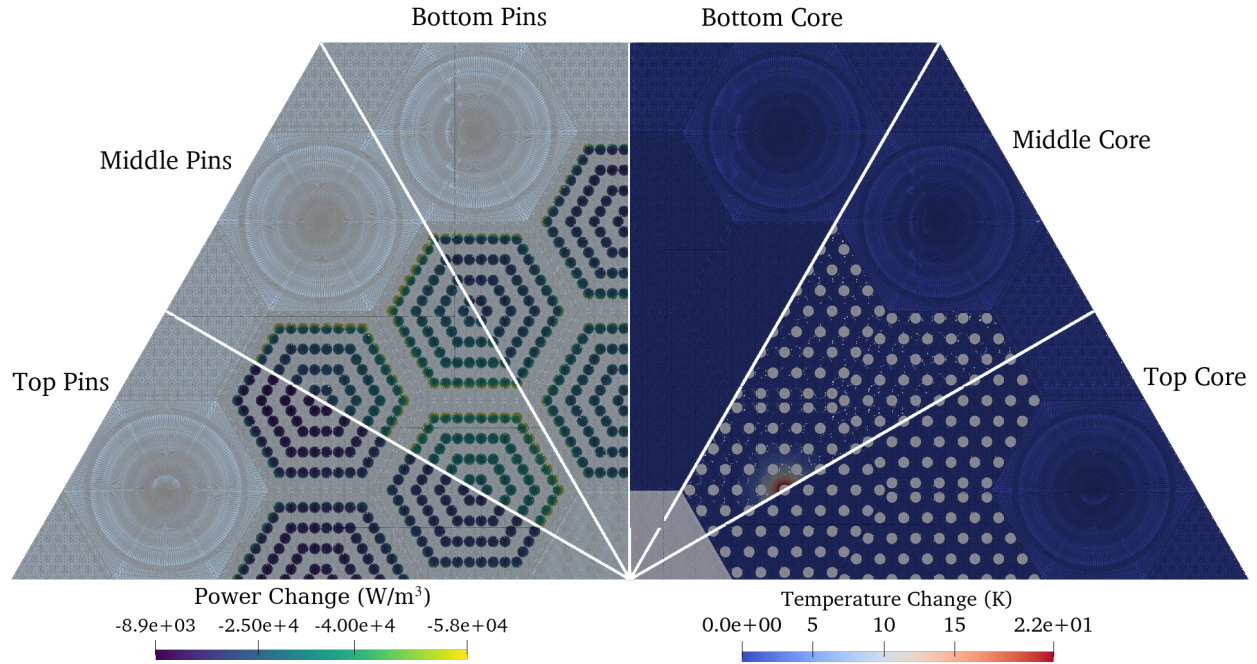 Bottom Pins
Bottom Core
Middle Pins
Middle Core
Top Pins
Top Core
Power Change (W/m³)
-8.9e+03 -2.50e+4 -4.00e+4 -5.8e+04
Temperature Change (K)
0.0e+00 5 10 15 2.2e+01